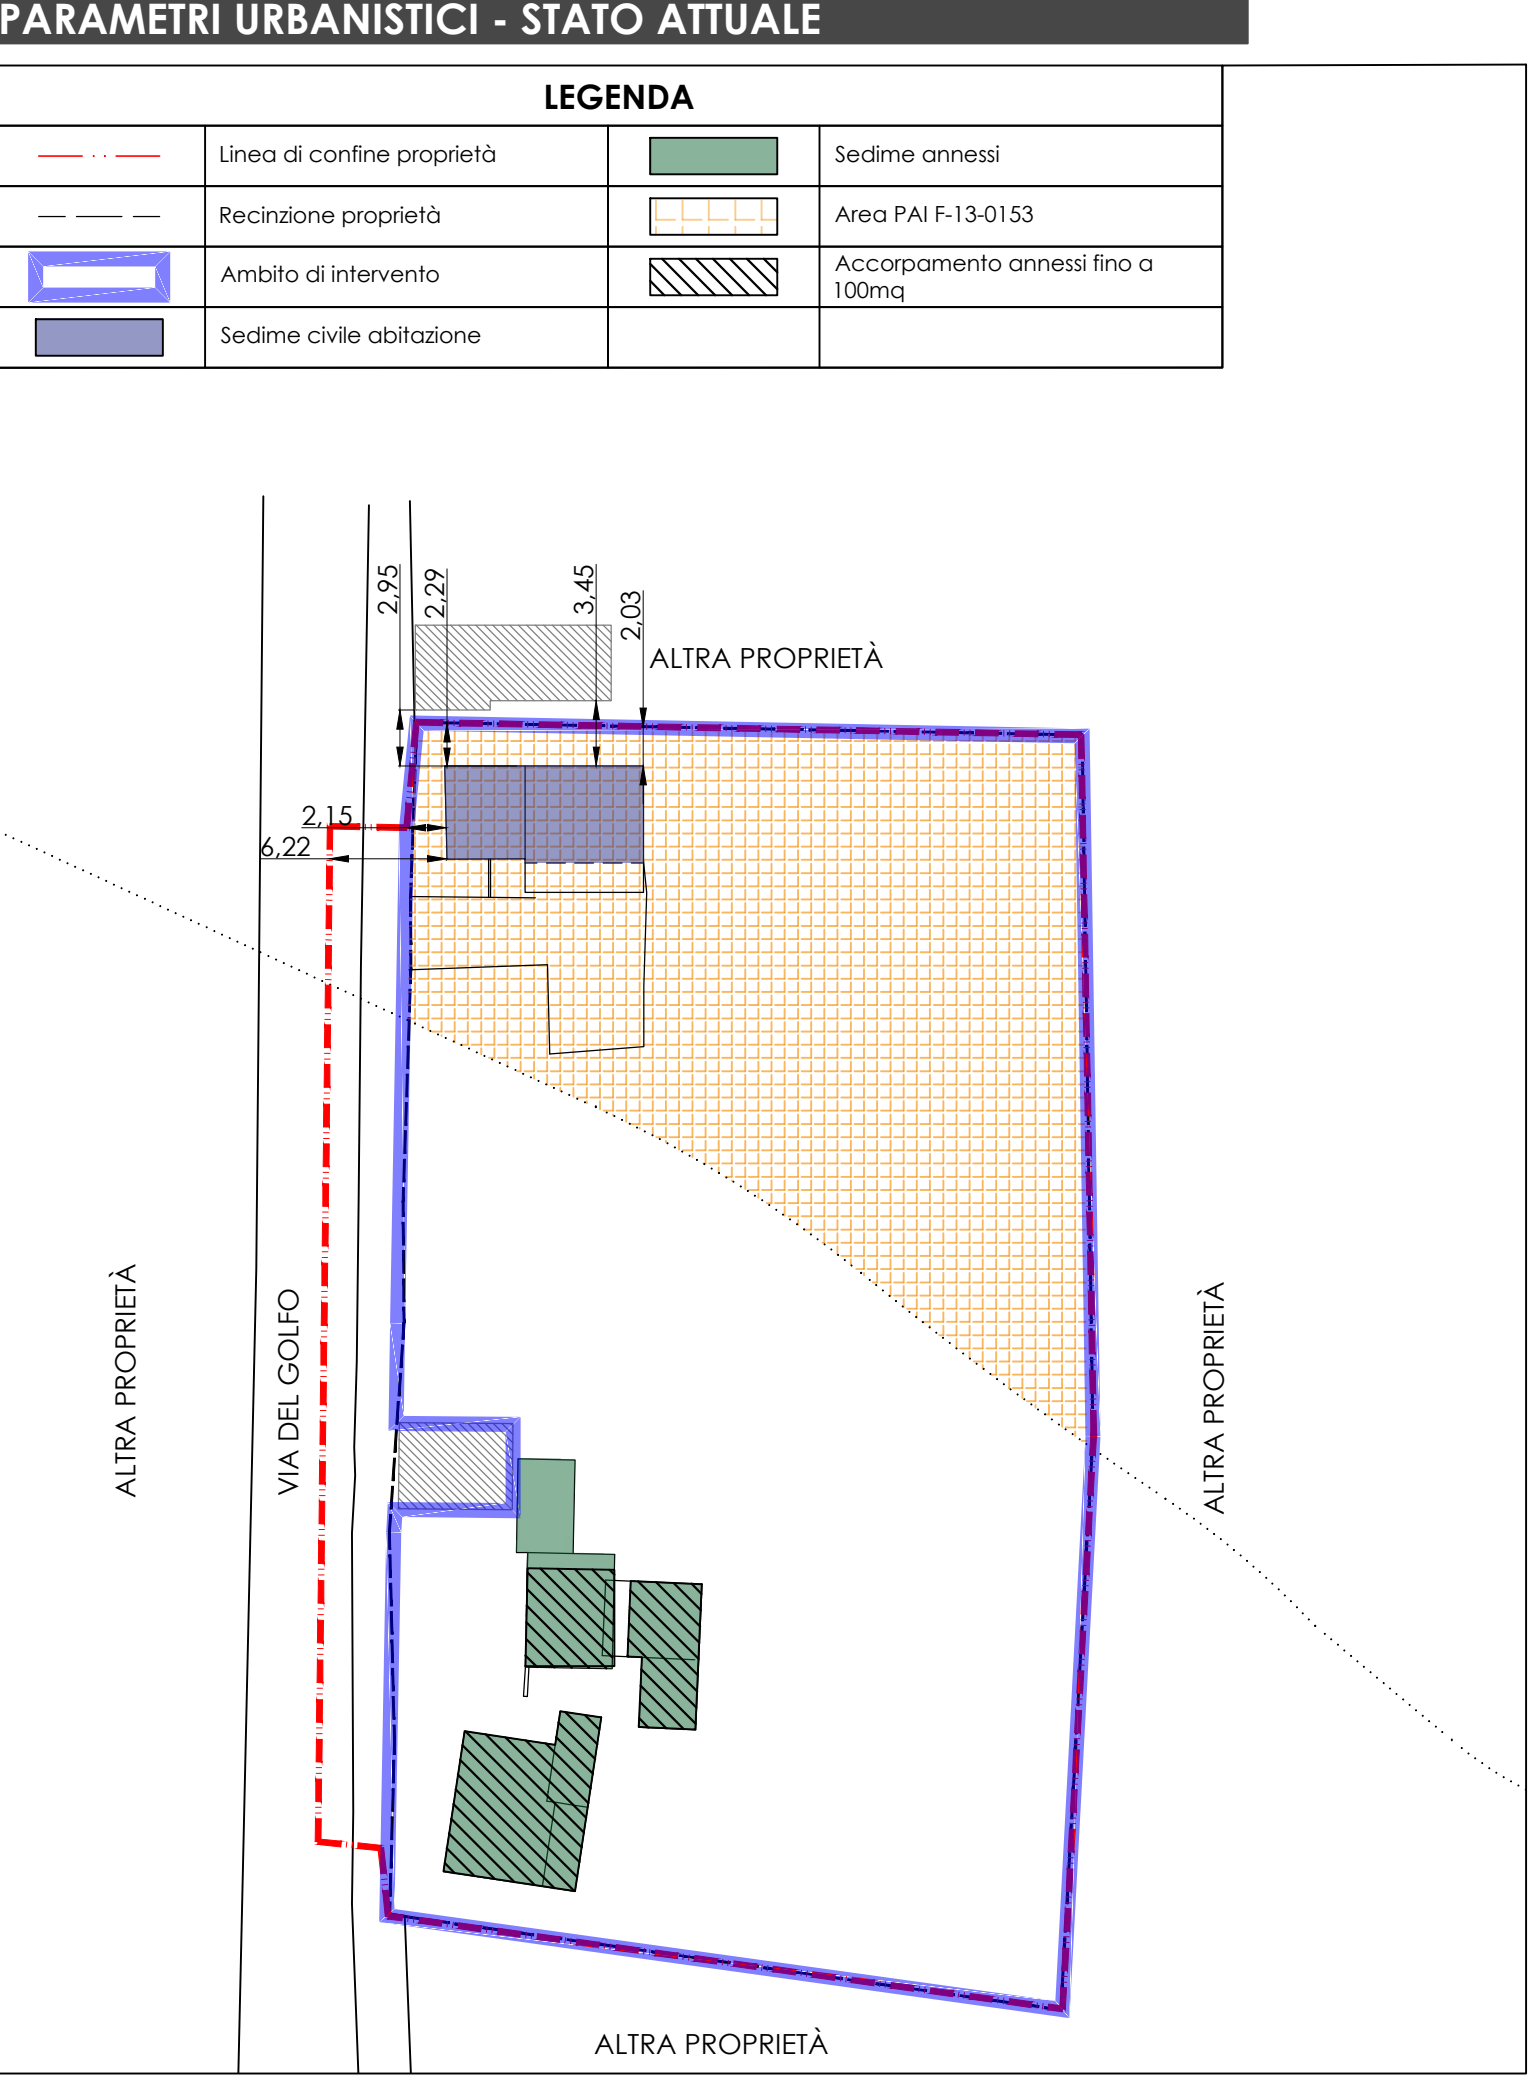 PARAMETRI URBANISTICI - STATO ATTUALE
LEGENDA
Linea di confine proprietà
Sedime annessi
Recinzione proprietà
Area PAI F-13-0153
Ambito di intervento
Accorpamento annessi fino a
100mq
Sedime civile abitazione
2,95
2,29
3,45
2,03
ALTRA PROPRIETÀ
2,15
6,22
ALTRA PROPRIETÀ
VIA DEL GOLFO
ALTRA PROPRIETÀ
ALTRA PROPRIETÀ